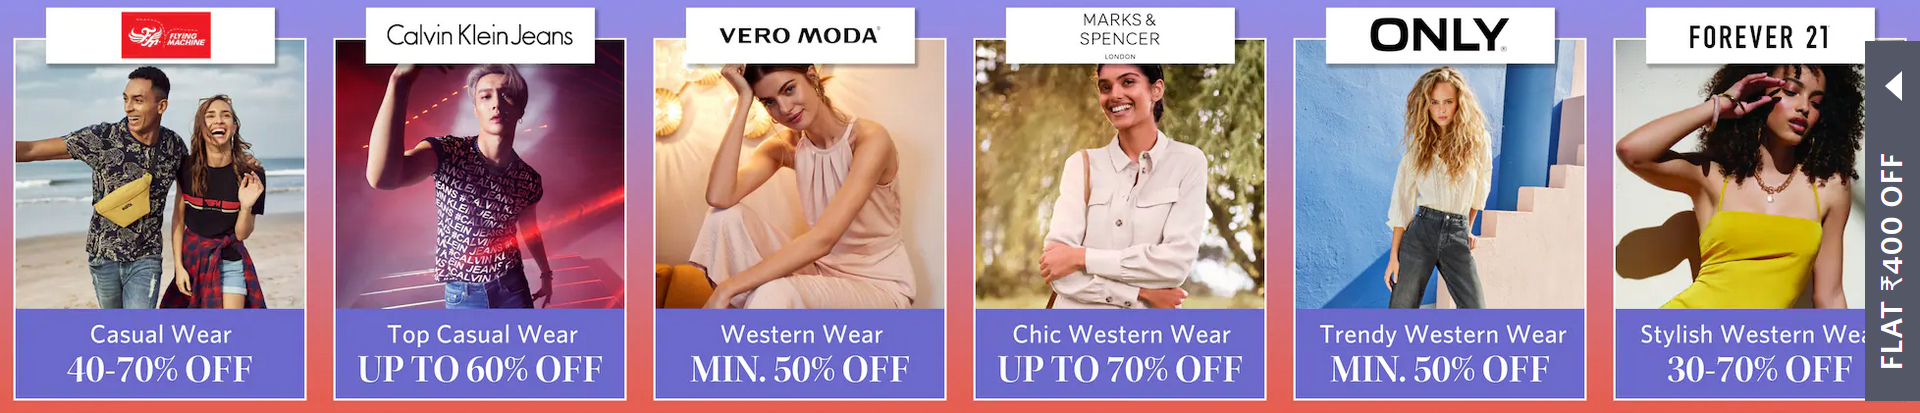 FLYING
MACHINE
Casual Wear
40-70% OFF
Calvin Klein Jeans
Top Casual Wear
UP TO 60% OFF
VERO MODA
Western Wear
MIN. 50% OFF
MARKS &
SPENCER
LONDON
Chic Western Wear
UP TO 70% OFF
ONLY
Trendy Western Wear
MIN. 50% OFF
FOREVER 21
Stylish Western Wea
30-70% OFF
FLAT ₹400 OFF